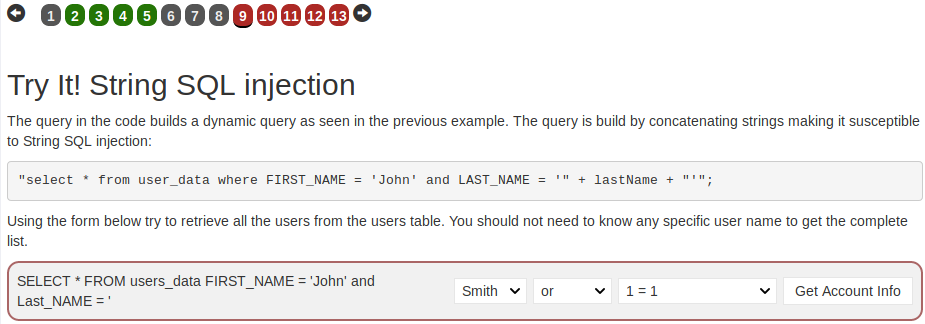 1 2 3 4 5 6 7 8 9 10 11 12 13
Try It! String SQL injection
The query in the code builds a dynamic query as seen in the previous example. The query is build by concatenating strings making it susceptible
to String SQL injection:
"select * from user_data where FIRST_NAME = 'John' and LAST_NAME = '" + lastName + "'";
Using the form below try to retrieve all the users from the users table. You should not need to know any specific user name to get the complete
list.
SELECT * FROM users_data FIRST_NAME = 'John' and
Last_NAME = '
Smith or 1 = 1 Get Account Info